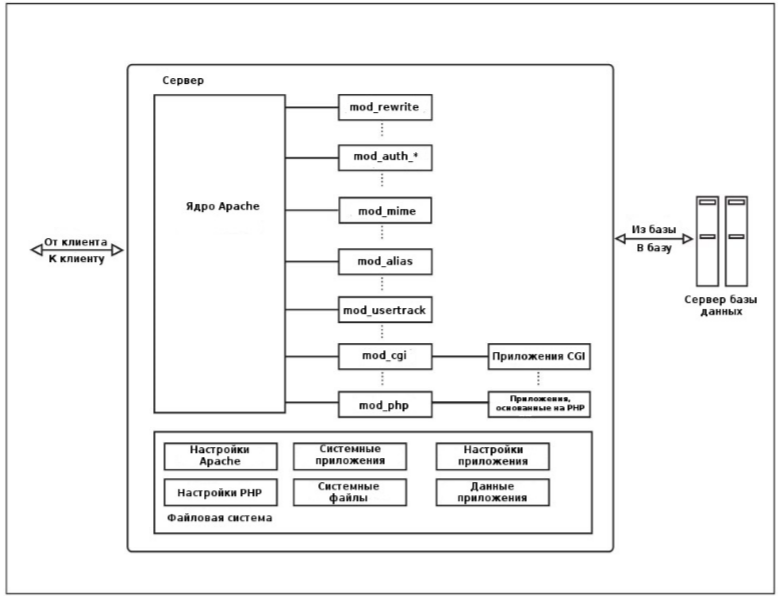 Сервер
Ядро Apache
mod_rewrite
mod_auth_*
mod_mime
mod_alias
mod_usertrack
mod_cgi
Приложения CGI
mod_php
Приложения,
основанные на PHP
От клиента
К клиенту
Из базы
В базу
Сервер базы
данных
Настройки
Apache
Системные
приложения
Настройки
приложения
Настройки PHP
Системные
файлы
Данные
приложения
Файловая система